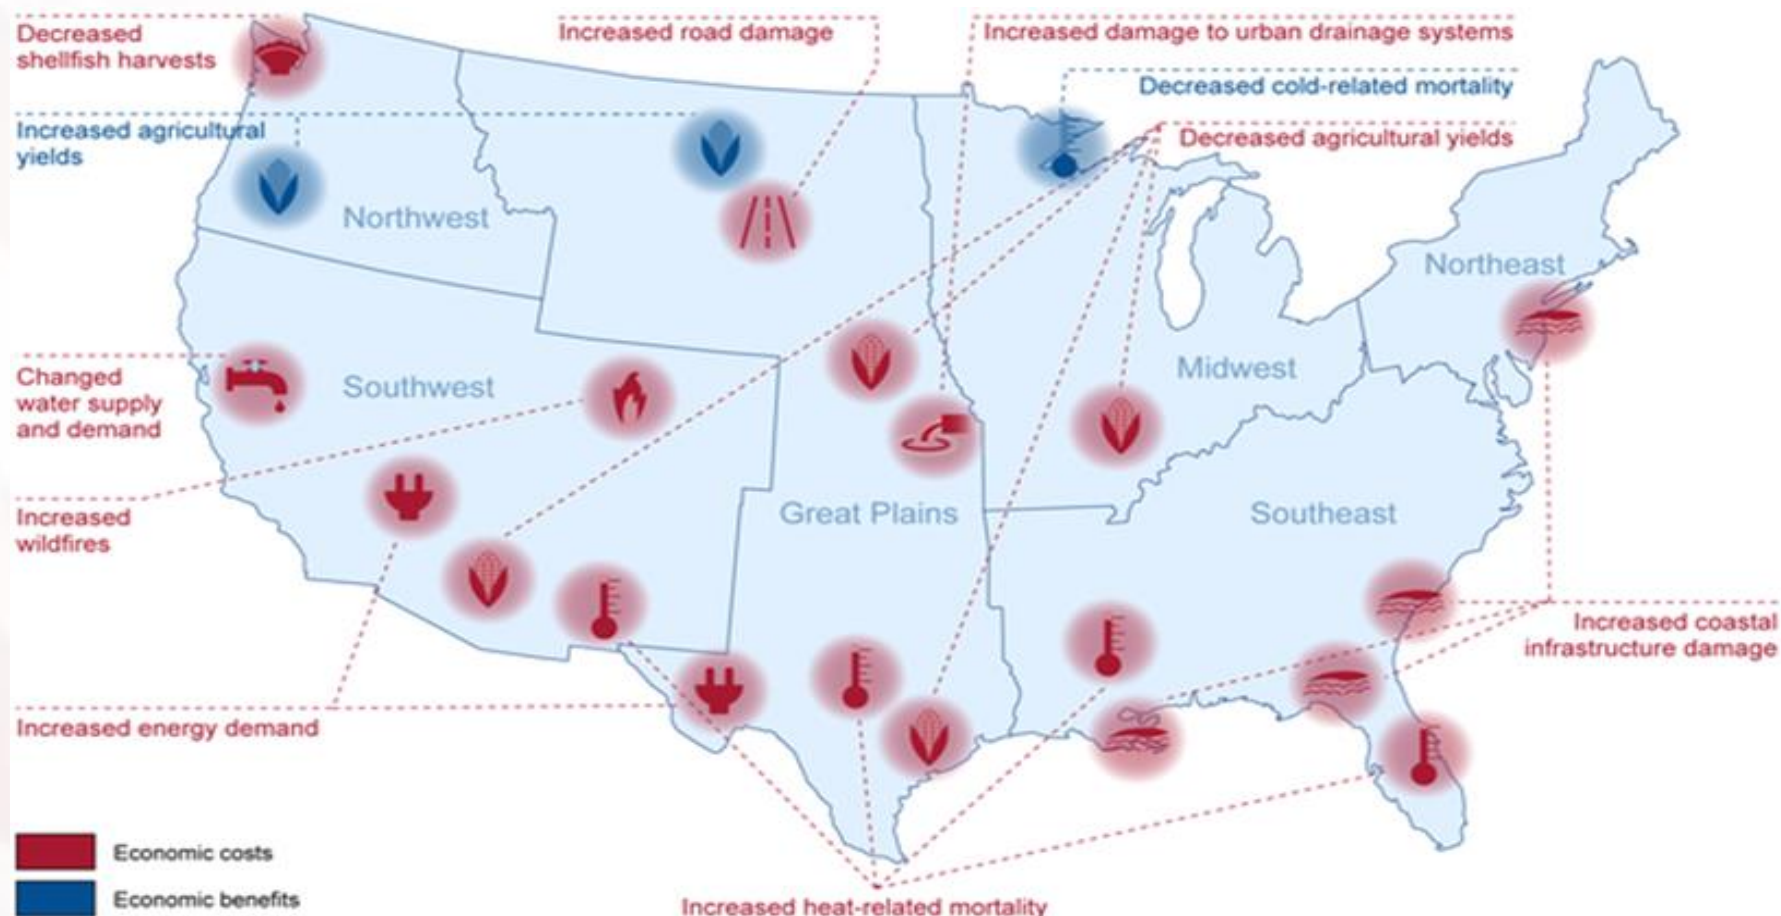 Decreased
shellfish harvests
Increased road damage
Increased damage to urban drainage systems
Decreased cold-related mortality
Increased agricultural
yields
Decreased agricultural yields
Northwest
Northeast
Changed
water supply
and demand
Southwest
Midwest
Increased
wildfires
Great Plains
Southeast
Increased coastal
infrastructure damage
Increased energy demand
Economic costs
Economic benefits
Increased heat-related mortality